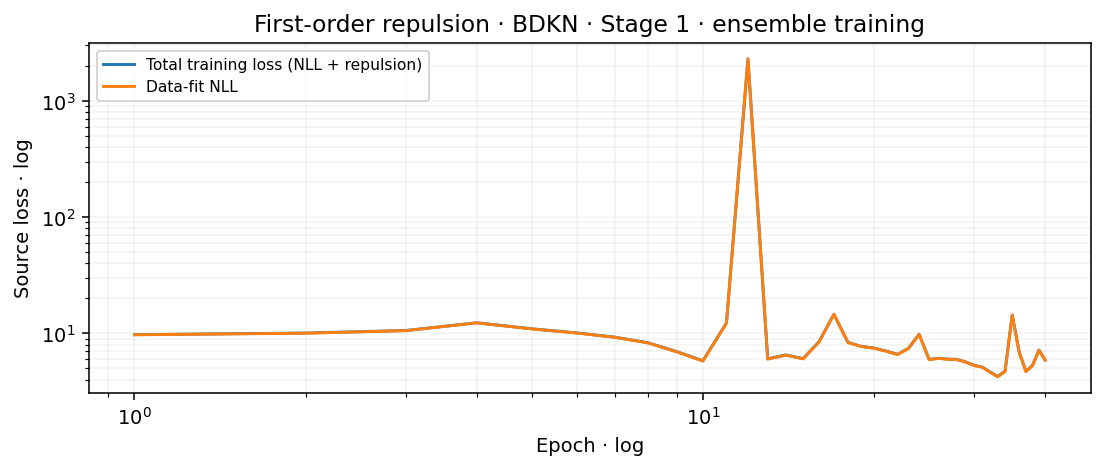 First-order repulsion · BDKN · Stage 1 · ensemble training
Total training loss (NLL + repulsion)
Data-fit NLL
Source loss · log
10³
10²
10¹
10⁰
10¹
Epoch · log